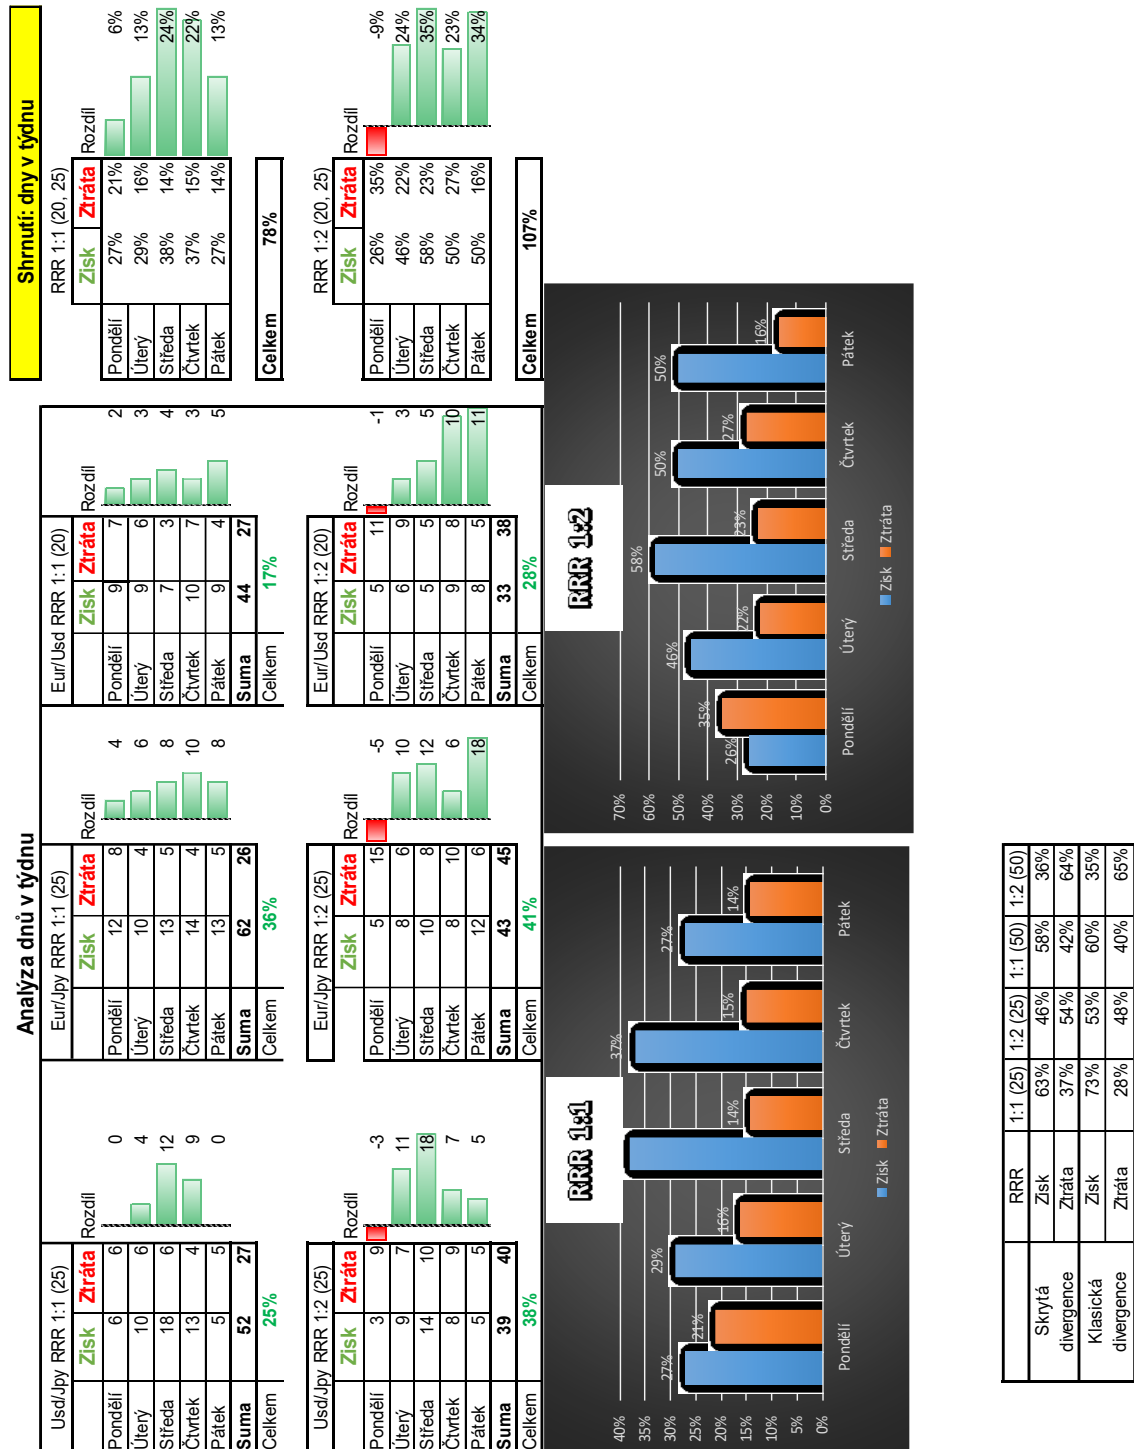 Analýza dnů v týdnu
Shrnutí: dny v týdnu
Usd/Jpy RRR 1:1 (25)
Zisk Ztráta Rozdíl
Pondělí 6 6 0
Úterý 10 6 4
Středa 18 6 12
Čtvrtek 13 4 9
Pátek 5 5 0
Suma 52 27
Celkem 25%
Eur/Jpy RRR 1:1 (25)
Zisk Ztráta Rozdíl
Pondělí 12 8 4
Úterý 10 4 6
Středa 13 5 8
Čtvrtek 14 4 10
Pátek 13 5 8
Suma 62 26
Celkem 36%
Eur/Usd RRR 1:1 (20)
Zisk Ztráta Rozdíl
Pondělí 9 7 2
Úterý 9 6 3
Středa 7 3 4
Čtvrtek 10 7 3
Pátek 9 4 5
Suma 44 27
Celkem 17%
RRR 1:1 (20, 25)
Zisk Ztráta Rozdíl
Pondělí 27% 21% 6%
Úterý 29% 16% 13%
Středa 38% 14% 24%
Čtvrtek 37% 15% 22%
Pátek 27% 14% 13%
Celkem 78%
Usd/Jpy RRR 1:2 (25)
Zisk Ztráta Rozdíl
Pondělí 3 9 -3
Úterý 9 7 11
Středa 14 10 18
Čtvrtek 8 9 7
Pátek 5 5 5
Suma 39 40
Celkem 38%
Eur/Jpy RRR 1:2 (25)
Zisk Ztráta Rozdíl
Pondělí 5 15 -5
Úterý 8 6 10
Středa 10 8 12
Čtvrtek 8 10 6
Pátek 12 6 18
Suma 43 45
Celkem 41%
Eur/Usd RRR 1:2 (20)
Zisk Ztráta Rozdíl
Pondělí 5 11 -1
Úterý 6 9 3
Středa 5 5 5
Čtvrtek 9 8 10
Pátek 8 5 11
Suma 33 38
Celkem 28%
RRR 1:2 (20, 25)
Zisk Ztráta Rozdíl
Pondělí 26% 35% -9%
Úterý 46% 22% 24%
Středa 58% 23% 35%
Čtvrtek 50% 27% 23%
Pátek 50% 16% 34%
Celkem 107%
RRR 1:1
40%
35%
30%
25%
20%
15%
10%
5%
0%
27% 21% 29% 16% 14% 37% 15% 27% 14%
Pondělí Úterý Středa Čtvrtek Pátek
Zisk Ztráta
RRR 1:2
70%
60%
50%
40%
30%
20%
10%
0%
26% 35% 46% 22% 58% 23% 50% 27% 50% 16%
Pondělí Úterý Středa Čtvrtek Pátek
Zisk Ztráta
RRR 1:1 (25) 1:2 (25) 1:1 (50) 1:2 (50)
Skrytá divergence
Zisk 63% 46% 58% 36%
Ztráta 37% 54% 42% 64%
Klasická divergence
Zisk 73% 53% 60% 35%
Ztráta 28% 48% 40% 65%